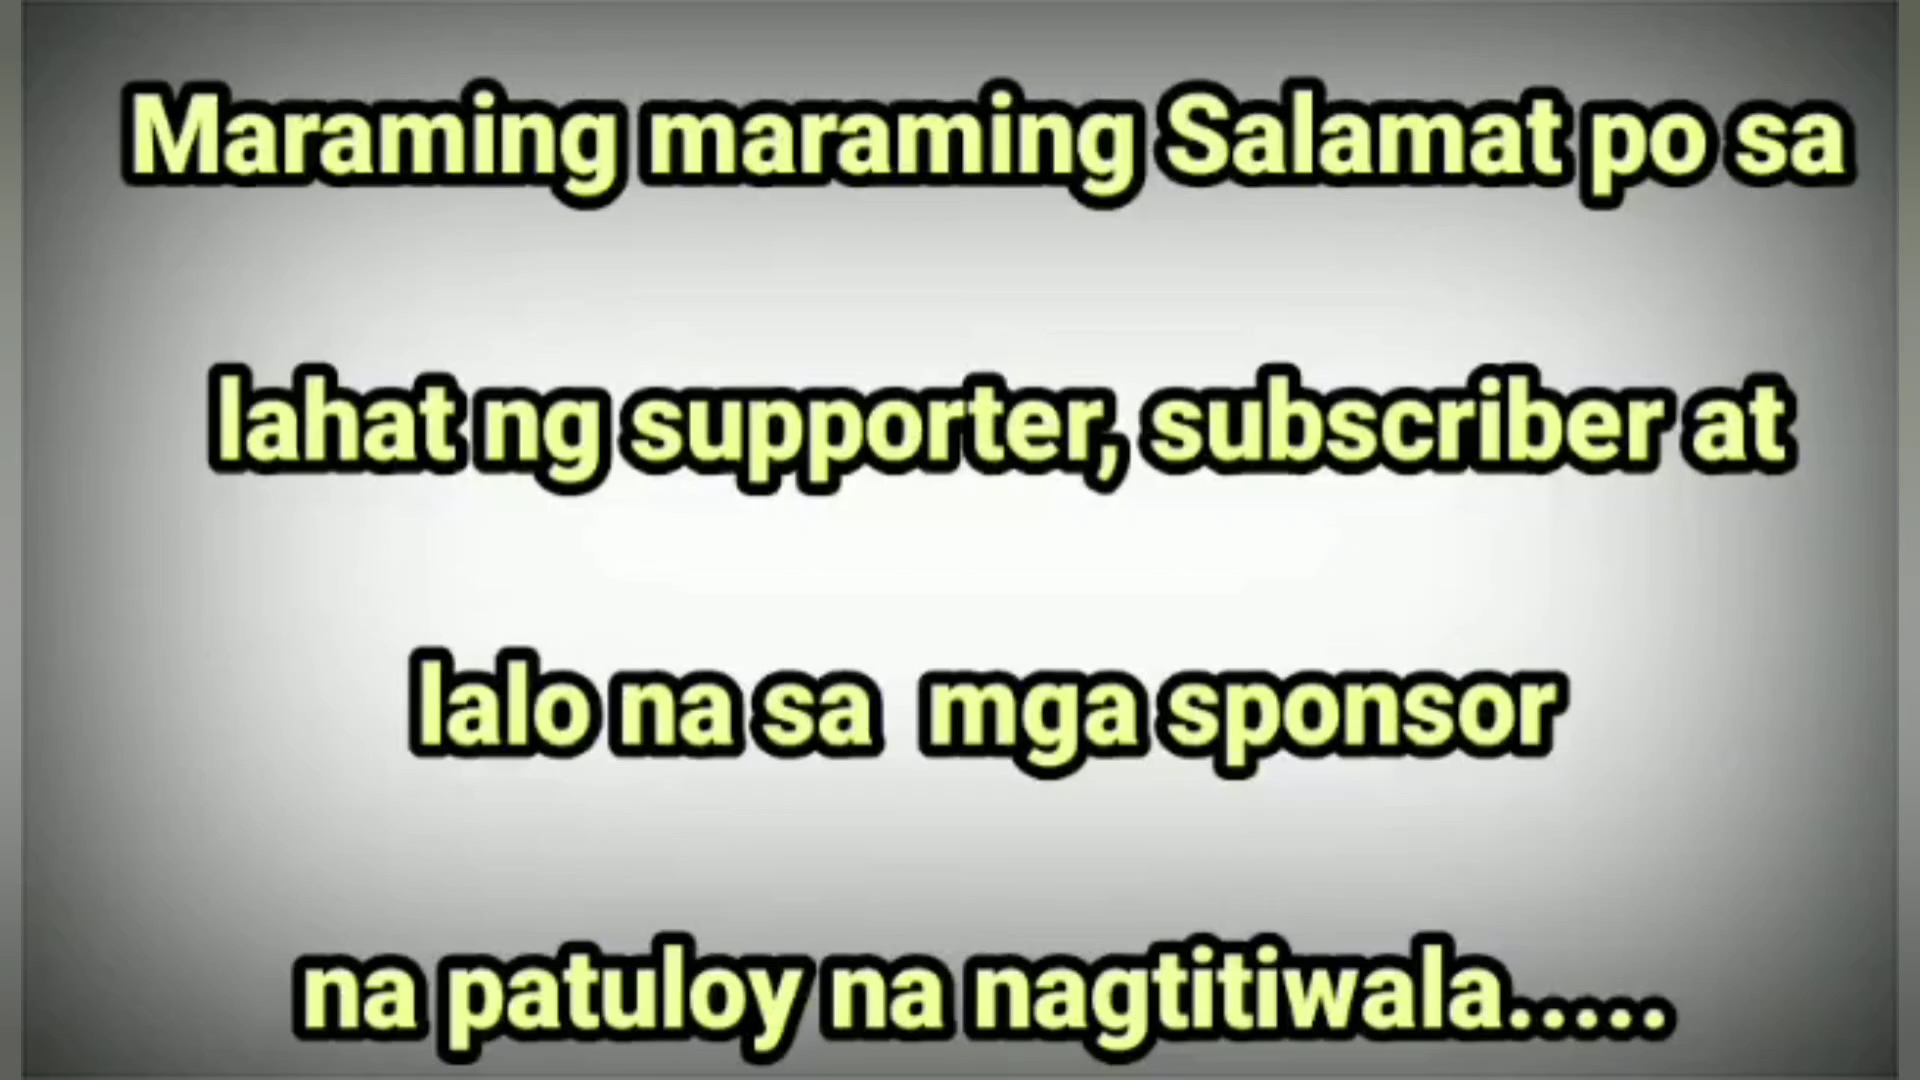 Maraming maraming Salamat po sa
lahat ng supporter, subscriber at
lalo na sa  mga sponsor
na patuloy na nagtitiwala.....